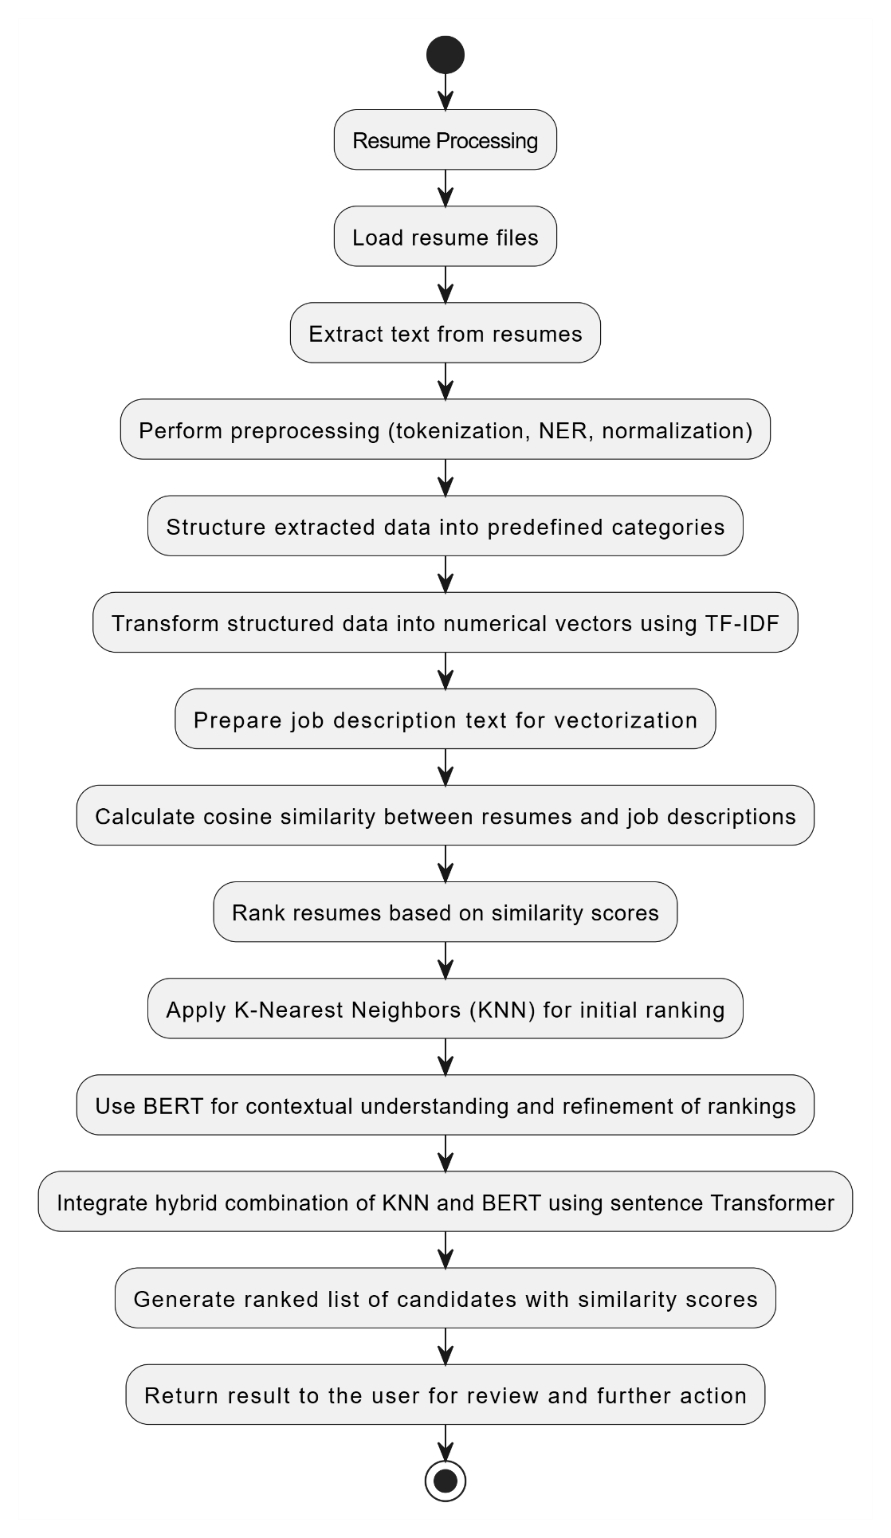 Resume Processing
Load resume files
Extract text from resumes
Perform preprocessing (tokenization, NER, normalization)
Structure extracted data into predefined categories
Transform structured data into numerical vectors using TF-IDF
Prepare job description text for vectorization
Calculate cosine similarity between resumes and job descriptions
Rank resumes based on similarity scores
Apply K-Nearest Neighbors (KNN) for initial ranking
Use BERT for contextual understanding and refinement of rankings
Integrate hybrid combination of KNN and BERT using sentence Transformer
Generate ranked list of candidates with similarity scores
Return result to the user for review and further action